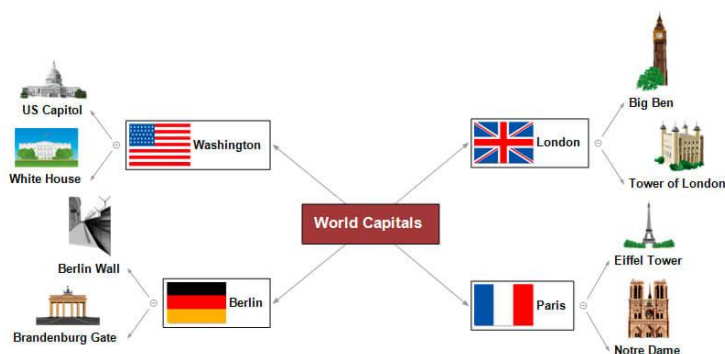 World Capitals
Washington
US Capitol
White House
London
Big Ben
Tower of London
Berlin
Berlin Wall
Brandenburg Gate
Paris
Eiffel Tower
Notre Dame